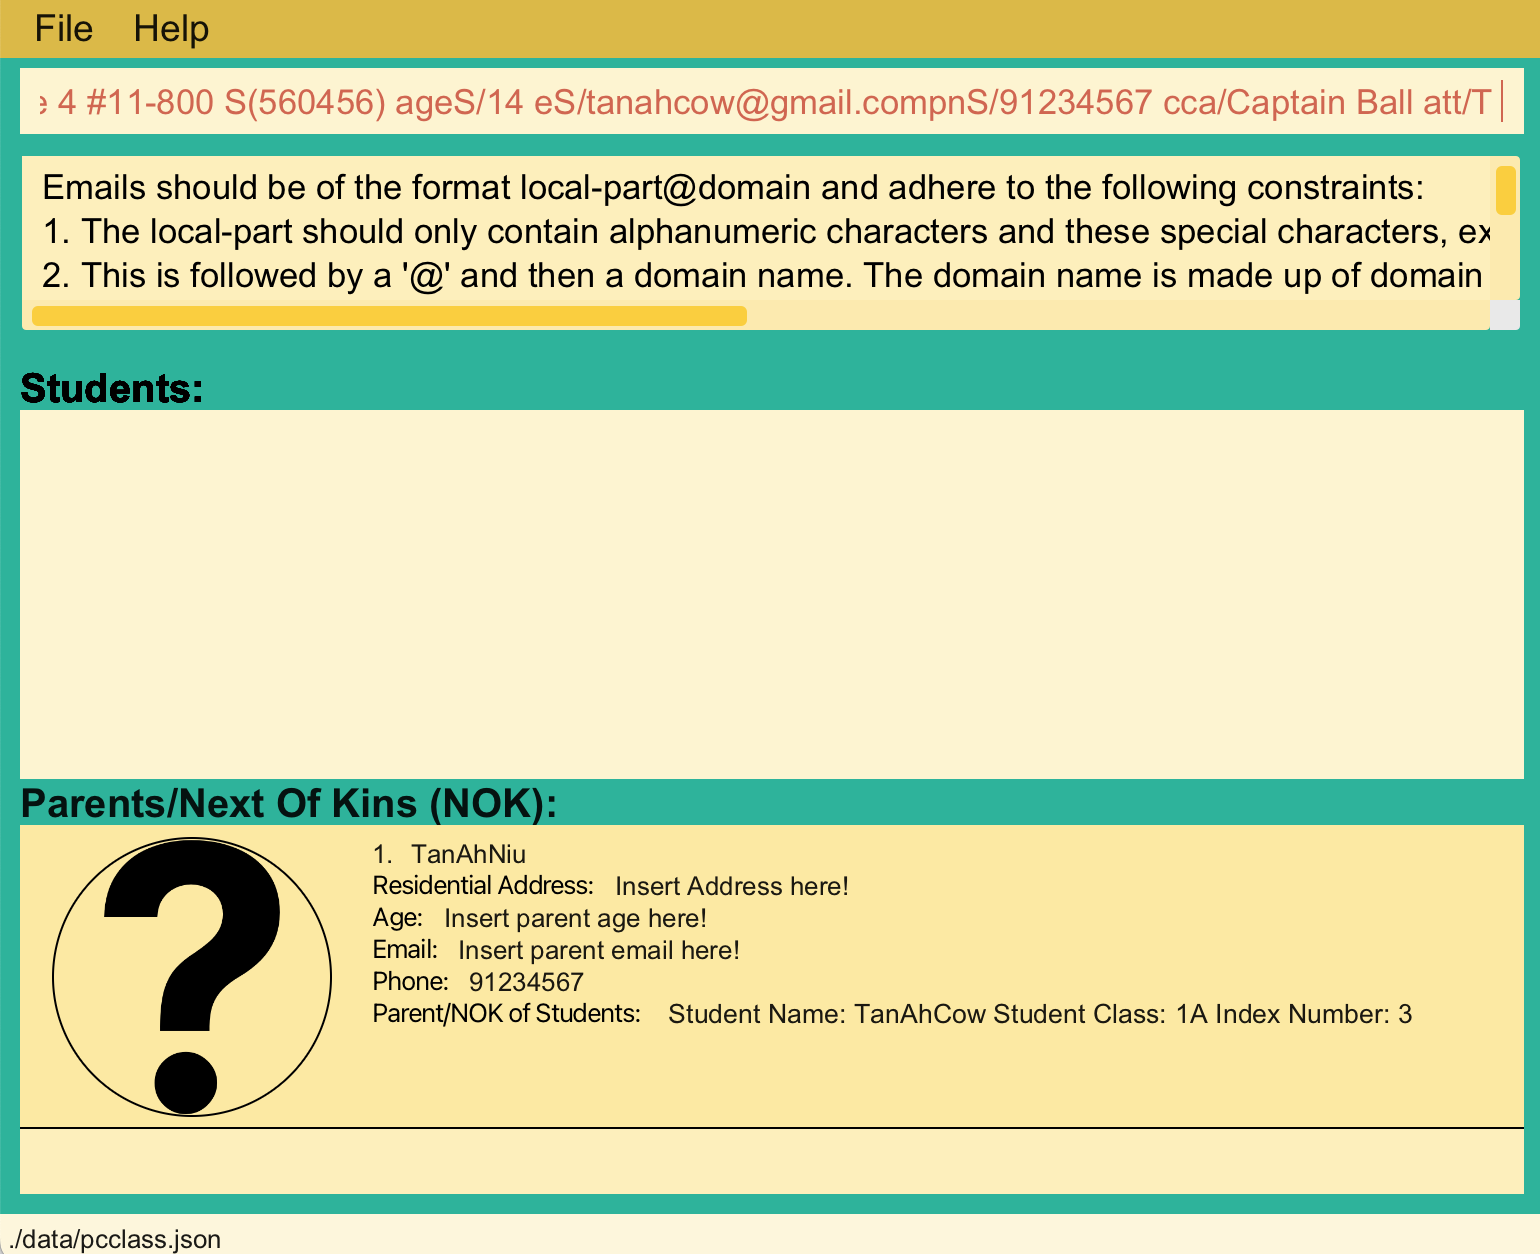 File Help
4 #11-800 S(560456) ageS/14 eS/tanahcow@gmail.compnS/91234567 cca/Captain Ball att/T
Emails should be of the format local-part@domain and adhere to the following constraints:
1. The local-part should only contain alphanumeric characters and these special characters, ex
2. This is followed by a '@' and then a domain name. The domain name is made up of domain
Students:
Parents/Next Of Kins (NOK):
1. TanAhNiu
Residential Address: Insert Address here!
Age: Insert parent age here!
Email: Insert parent email here!
Phone: 91234567
Parent/NOK of Students: Student Name: TanAhCow Student Class: 1A Index Number: 3
./data/pcclass.json